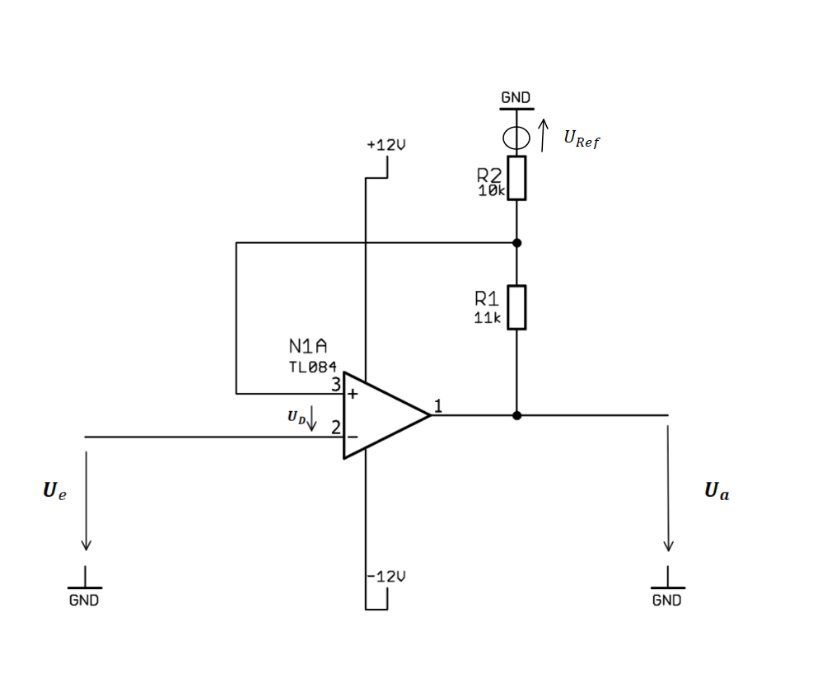 GND
U_Ref
+12V
R2
10k
R1
11k
N1A
TL084
3
+
1
U_D
2
−
U_e
U_a
-12V
GND
GND